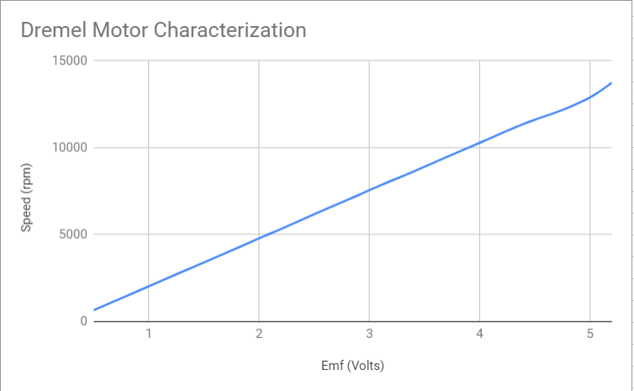 Dremel Motor Characterization
15000
10000
5000
0
Speed (rpm)
1 2 3 4 5
Emf (Volts)